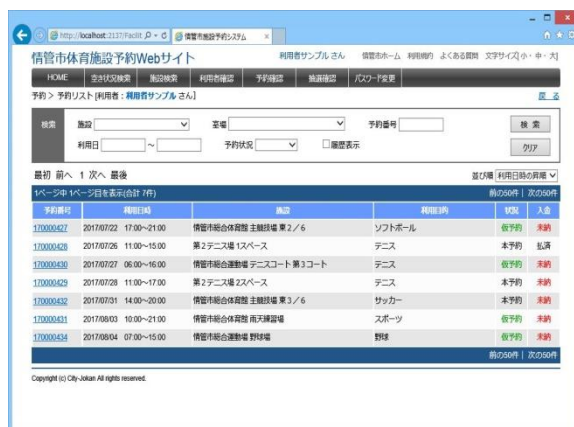 http://localhost:2137/Facilit
情管市施設予約システム
情管市体育施設予約Webサイト
利用者サンプル さん 情管市ホーム 利用規約 よくある質問 文字サイズ[小・中・大]
HOME 空き状況検索 施設検索 利用者確認 予約確認 抽選確認 パスワード変更
予約 > 予約リスト [利用者：利用者サンプル さん] 戻る
検索 施設 室場 予約番号 検索
利用日 ～ 予約状況 履歴表示 クリア
最初 前へ 1 次へ 最後 並び順 利用日時の昇順
1ページ中 1ページ目を表示(合計 7件) 前の50件 | 次の50件
予約番号 利用日時 施設 利用目的 状況 入金
170000427 2017/07/22 17:00～21:00 情管市総合体育館 主競技場 東２／６ ソフトボール 仮予約 未納
170000428 2017/07/26 11:00～15:00 第２テニス場 1スペース テニス 本予約 払済
170000430 2017/07/27 06:00～16:00 情管市総合運動場 テニスコート 第３コート テニス 仮予約 未納
170000429 2017/07/28 11:00～17:00 第２テニス場 2スペース テニス 本予約 未納
170000432 2017/07/31 14:00～20:00 情管市総合体育館 主競技場 東３／６ サッカー 本予約 未納
170000431 2017/08/03 10:00～21:00 情管市総合体育館 雨天練習場 スポーツ 仮予約 未納
170000434 2017/08/04 07:00～15:00 情管市総合運動場 野球場 野球 仮予約 未納
前の50件 | 次の50件
Copyright (c) City-Jokan All rights reserved.